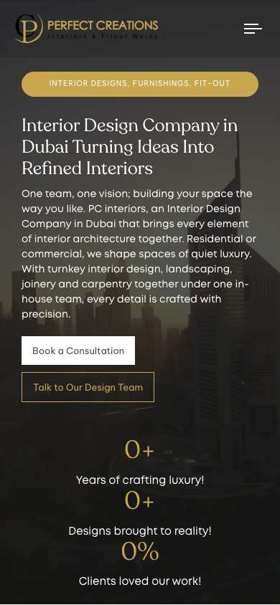 PERFECT CREATIONS
Interiors & Fitout Works
INTERIOR DESIGNS, FURNISHINGS, FIT-OUT
Interior Design Company in
Dubai Turning Ideas Into
Refined Interiors
One team, one vision; building your space the
way you like. PC interiors, an Interior Design
Company in Dubai that brings every element
of interior architecture together. Residential or
commercial, we shape spaces of quiet luxury.
With turnkey interior design, landscaping,
joinery and carpentry together under one in-
house team, every detail is crafted with
precision.
Book a Consultation
Talk to Our Design Team
0+
Years of crafting luxury!
0+
Designs brought to reality!
0%
Clients loved our work!